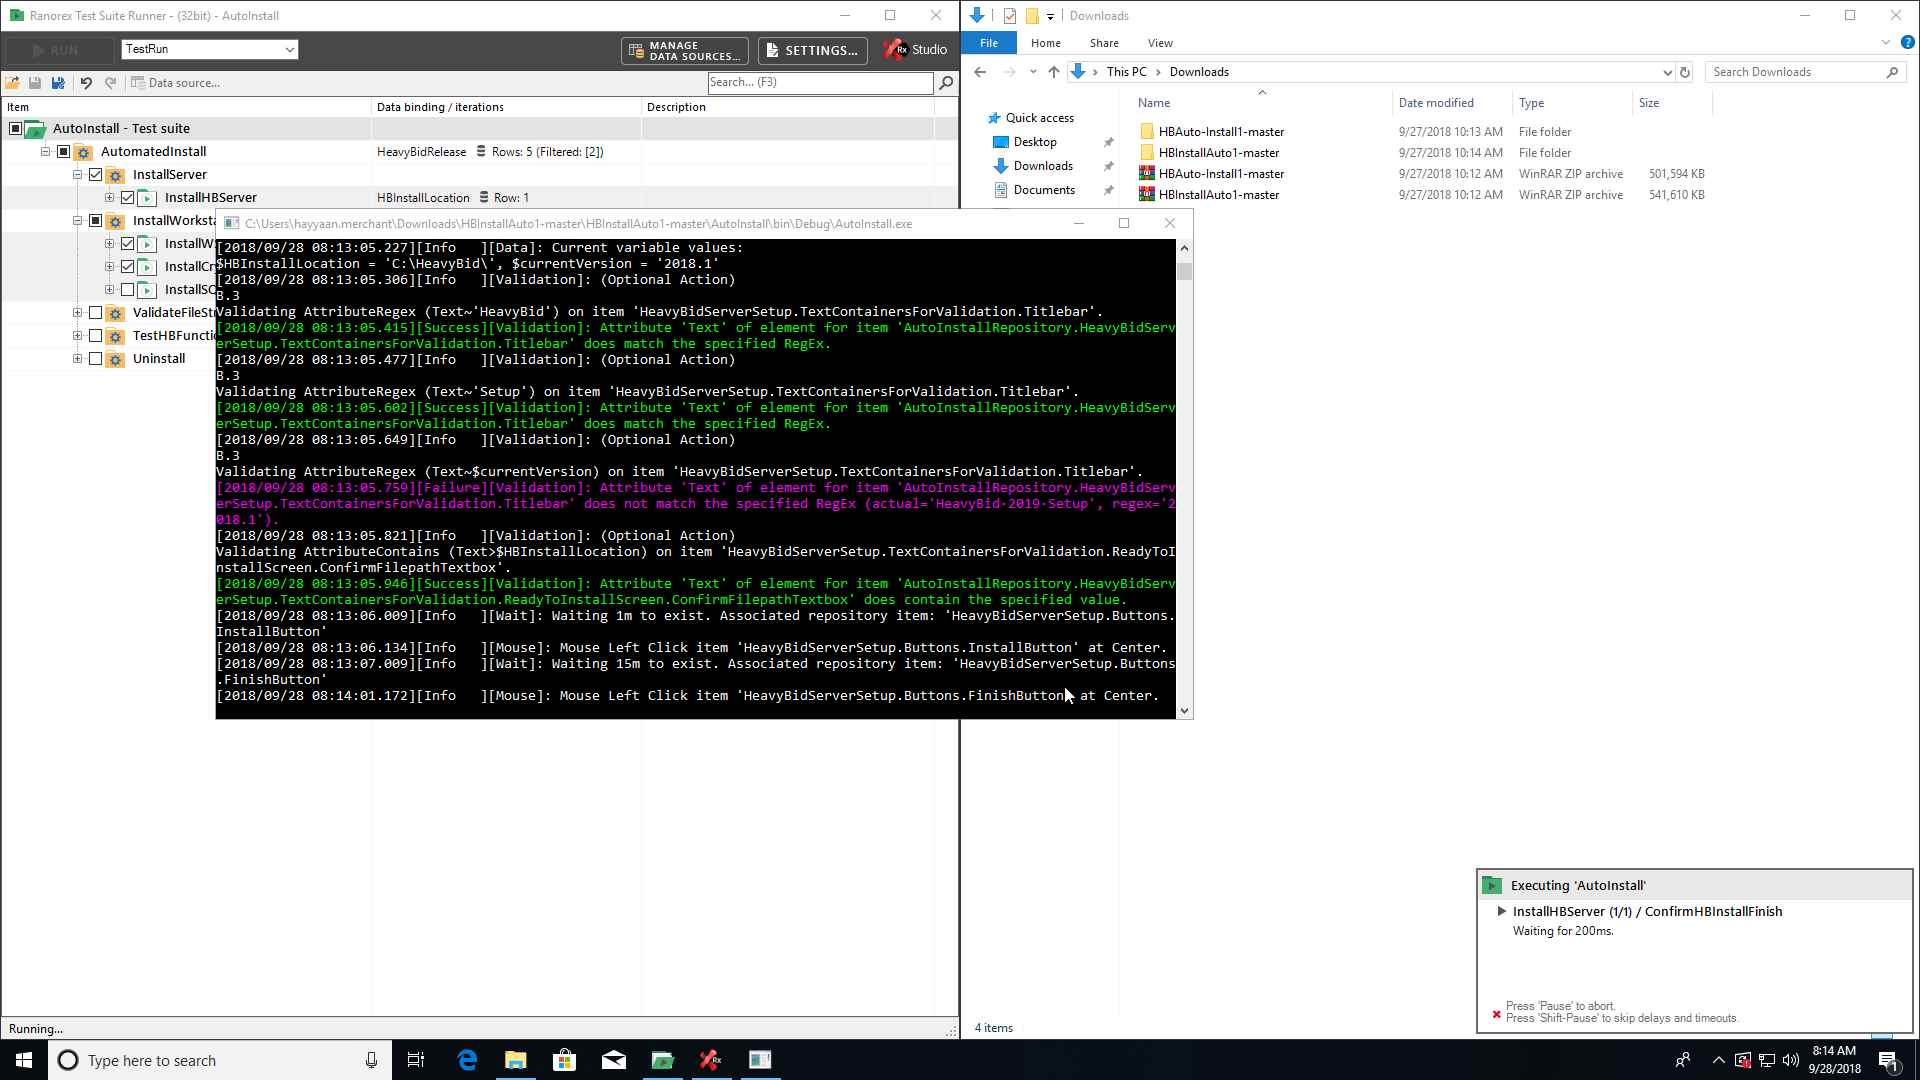 Ranorex Test Suite Runner - (32bit) - AutoInstall
RUN
TestRun
MANAGE
DATA SOURCES...
SETTINGS...
Rx
Studio
Data source...
Search... (F3)
Item
Data binding / iterations
Description
AutoInstall - Test suite
AutomatedInstall
HeavyBidRelease
Rows: 5 (Filtered: [2])
InstallServer
InstallHBServer
HBInstallLocation
Row: 1
InstallWorksta
InstallW
InstallCr
InstallSC
ValidateFileStr
TestHBFuncti
Uninstall
Running...
Downloads
File
Home
Share
View
This PC
Downloads
Search Downloads
Quick access
Desktop
Downloads
Documents
Name
Date modified
Type
Size
HBAuto-Install1-master 9/27/2018 10:13 AM File folder
HBInstallAuto1-master 9/27/2018 10:14 AM File folder
HBAuto-Install1-master 9/27/2018 10:12 AM WinRAR ZIP archive 501,594 KB
HBInstallAuto1-master 9/27/2018 10:12 AM WinRAR ZIP archive 541,610 KB
4 items
C:\Users\hayyaan.merchant\Downloads\HBInstallAuto1-master\HBInstallAuto1-master\AutoInstall\bin\Debug\AutoInstall.exe
[2018/09/28 08:13:05.227][Info   ][Data]: Current variable values:
$HBInstallLocation = 'C:\HeavyBid\', $currentVersion = '2018.1'
[2018/09/28 08:13:05.306][Info   ][Validation]: (Optional Action)
B.3
Validating AttributeRegex (Text~'HeavyBid') on item 'HeavyBidServerSetup.TextContainersForValidation.Titlebar'.
[2018/09/28 08:13:05.415][Success][Validation]: Attribute 'Text' of element for item 'AutoInstallRepository.HeavyBidServ
erSetup.TextContainersForValidation.Titlebar' does match the specified RegEx.
[2018/09/28 08:13:05.477][Info   ][Validation]: (Optional Action)
B.3
Validating AttributeRegex (Text~'Setup') on item 'HeavyBidServerSetup.TextContainersForValidation.Titlebar'.
[2018/09/28 08:13:05.602][Success][Validation]: Attribute 'Text' of element for item 'AutoInstallRepository.HeavyBidServ
erSetup.TextContainersForValidation.Titlebar' does match the specified RegEx.
[2018/09/28 08:13:05.649][Info   ][Validation]: (Optional Action)
B.3
Validating AttributeRegex (Text~$currentVersion) on item 'HeavyBidServerSetup.TextContainersForValidation.Titlebar'.
[2018/09/28 08:13:05.759][Failure][Validation]: Attribute 'Text' of element for item 'AutoInstallRepository.HeavyBidServ
erSetup.TextContainersForValidation.Titlebar' does not match the specified RegEx (actual='HeavyBid·2019·Setup', regex='2
018.1').
[2018/09/28 08:13:05.821][Info   ][Validation]: (Optional Action)
Validating AttributeContains (Text>$HBInstallLocation) on item 'HeavyBidServerSetup.TextContainersForValidation.ReadyToI
nstallScreen.ConfirmFilepathTextbox'.
[2018/09/28 08:13:05.946][Success][Validation]: Attribute 'Text' of element for item 'AutoInstallRepository.HeavyBidServ
erSetup.TextContainersForValidation.ReadyToInstallScreen.ConfirmFilepathTextbox' does contain the specified value.
[2018/09/28 08:13:06.009][Info   ][Wait]: Waiting 1m to exist. Associated repository item: 'HeavyBidServerSetup.Buttons.
InstallButton'
[2018/09/28 08:13:06.134][Info   ][Mouse]: Mouse Left Click item 'HeavyBidServerSetup.Buttons.InstallButton' at Center.
[2018/09/28 08:13:07.009][Info   ][Wait]: Waiting 15m to exist. Associated repository item: 'HeavyBidServerSetup.Buttons
.FinishButton'
[2018/09/28 08:14:01.172][Info   ][Mouse]: Mouse Left Click item 'HeavyBidServerSetup.Buttons.FinishButton' at Center.
Executing 'AutoInstall'
InstallHBServer (1/1) / ConfirmHBInstallFinish
Waiting for 200ms.
Press 'Pause' to abort.
Press 'Shift-Pause' to skip delays and timeouts.
Type here to search
8:14 AM
9/28/2018
1